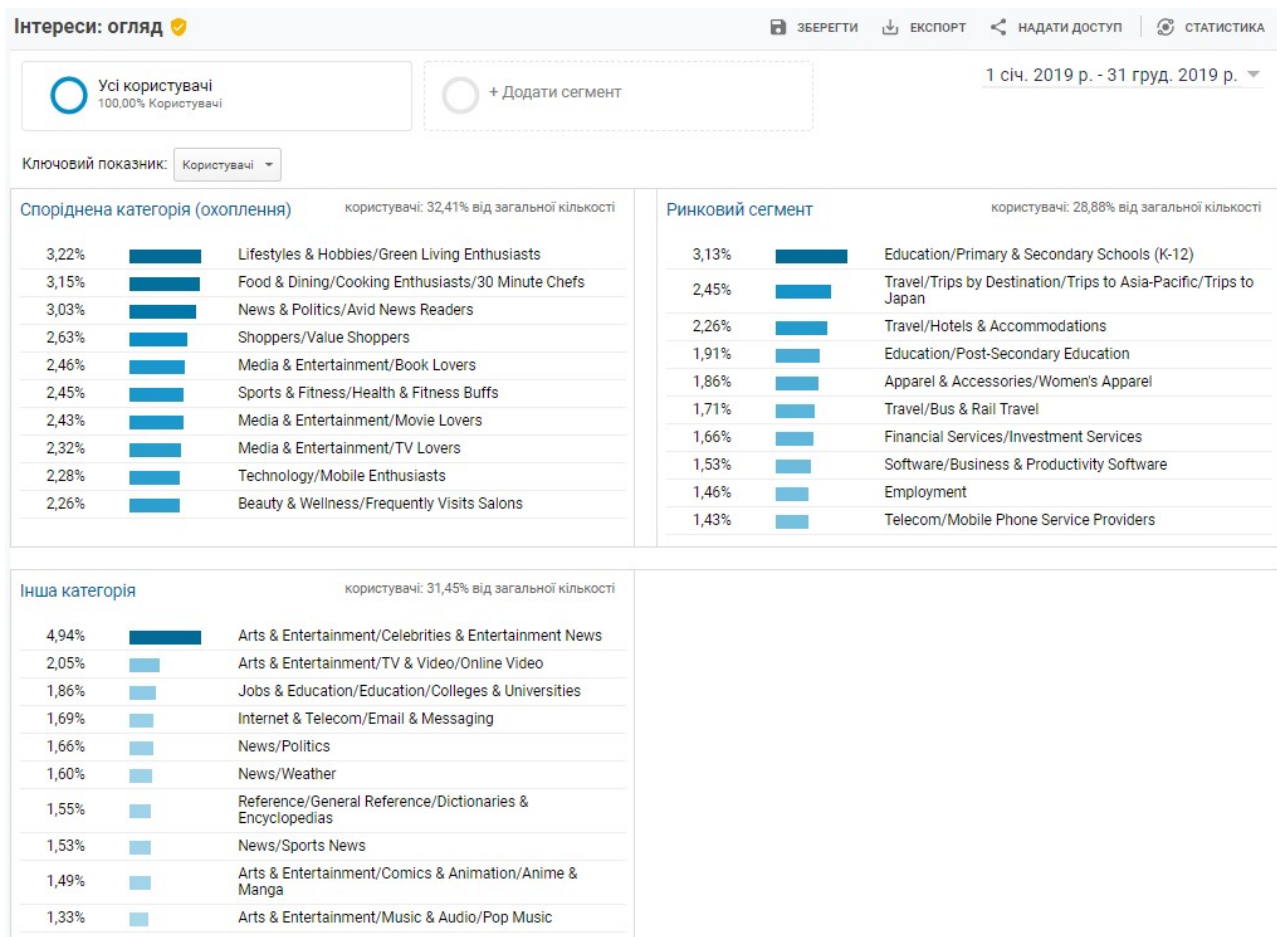 Інтереси: огляд
ЗБЕРЕГТИ ЕКСПОРТ НАДАТИ ДОСТУП СТАТИСТИКА
Усі користувачі
100,00% Користувачі
+ Додати сегмент
1 січ. 2019 р. - 31 груд. 2019 р.
Ключовий показник: Користувачі
Споріднена категорія (охоплення) користувачі: 32,41% від загальної кількості
3,22% Lifestyles & Hobbies/Green Living Enthusiasts
3,15% Food & Dining/Cooking Enthusiasts/30 Minute Chefs
3,03% News & Politics/Avid News Readers
2,63% Shoppers/Value Shoppers
2,46% Media & Entertainment/Book Lovers
2,45% Sports & Fitness/Health & Fitness Buffs
2,43% Media & Entertainment/Movie Lovers
2,32% Media & Entertainment/TV Lovers
2,28% Technology/Mobile Enthusiasts
2,26% Beauty & Wellness/Frequently Visits Salons
Ринковий сегмент користувачі: 28,88% від загальної кількості
3,13% Education/Primary & Secondary Schools (K-12)
2,45% Travel/Trips by Destination/Trips to Asia-Pacific/Trips to
Japan
2,26% Travel/Hotels & Accommodations
1,91% Education/Post-Secondary Education
1,86% Apparel & Accessories/Women's Apparel
1,71% Travel/Bus & Rail Travel
1,66% Financial Services/Investment Services
1,53% Software/Business & Productivity Software
1,46% Employment
1,43% Telecom/Mobile Phone Service Providers
Інша категорія користувачі: 31,45% від загальної кількості
4,94% Arts & Entertainment/Celebrities & Entertainment News
2,05% Arts & Entertainment/TV & Video/Online Video
1,86% Jobs & Education/Education/Colleges & Universities
1,69% Internet & Telecom/Email & Messaging
1,66% News/Politics
1,60% News/Weather
1,55% Reference/General Reference/Dictionaries &
Encyclopedias
1,53% News/Sports News
1,49% Arts & Entertainment/Comics & Animation/Anime &
Manga
1,33% Arts & Entertainment/Music & Audio/Pop Music